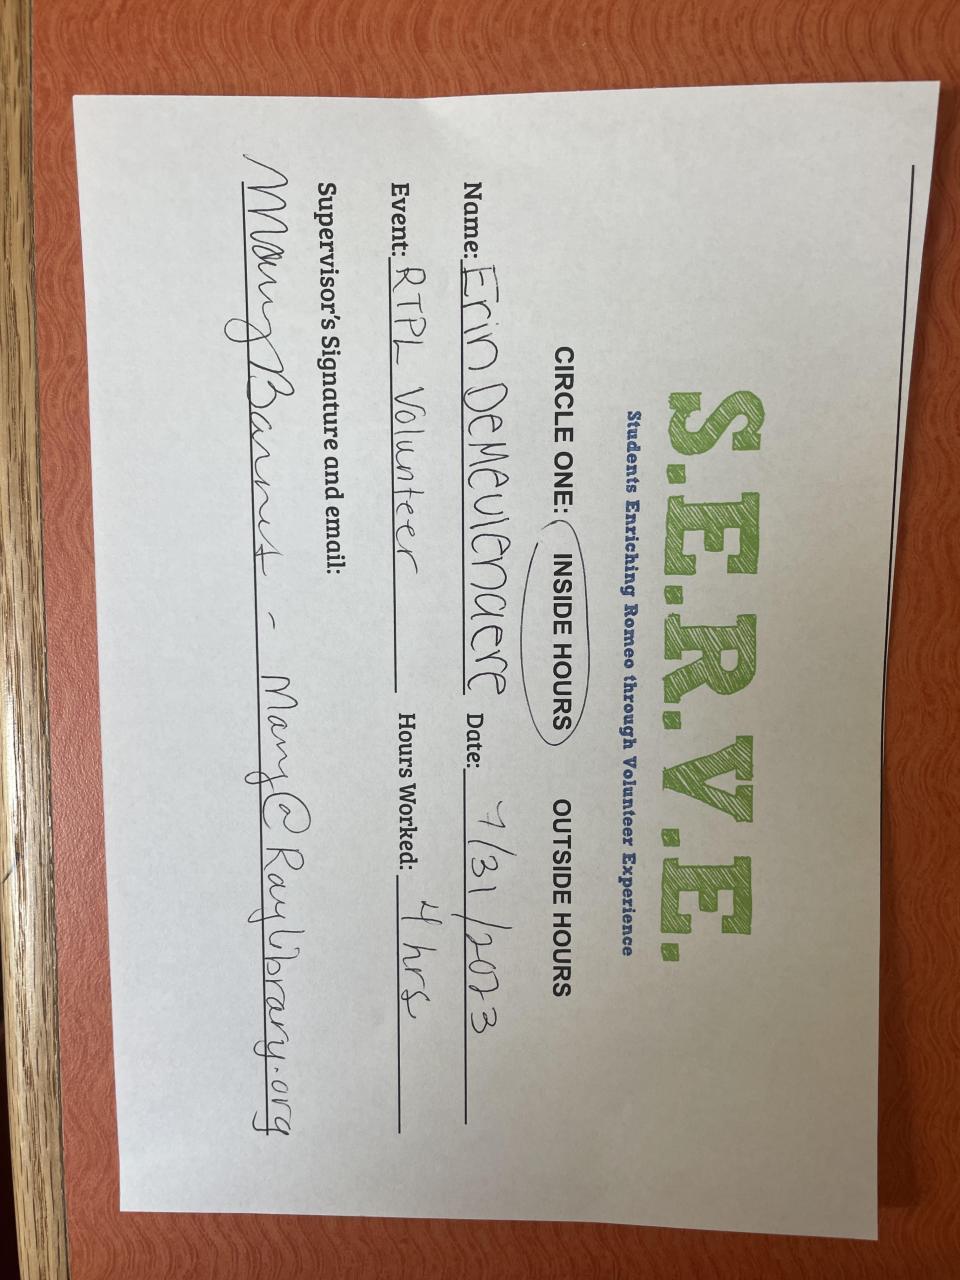 S.E.R.V.E.
Students Enriching Romeo through Volunteer Experience
CIRCLE ONE: INSIDE HOURS OUTSIDE HOURS
Name: Erin DeMeulenaere Date: 7/31/2023
Event: RTPL Volunteer Hours Worked: 4 hrs
Supervisor's Signature and email:
Mary - Mary@Raylibrary.org